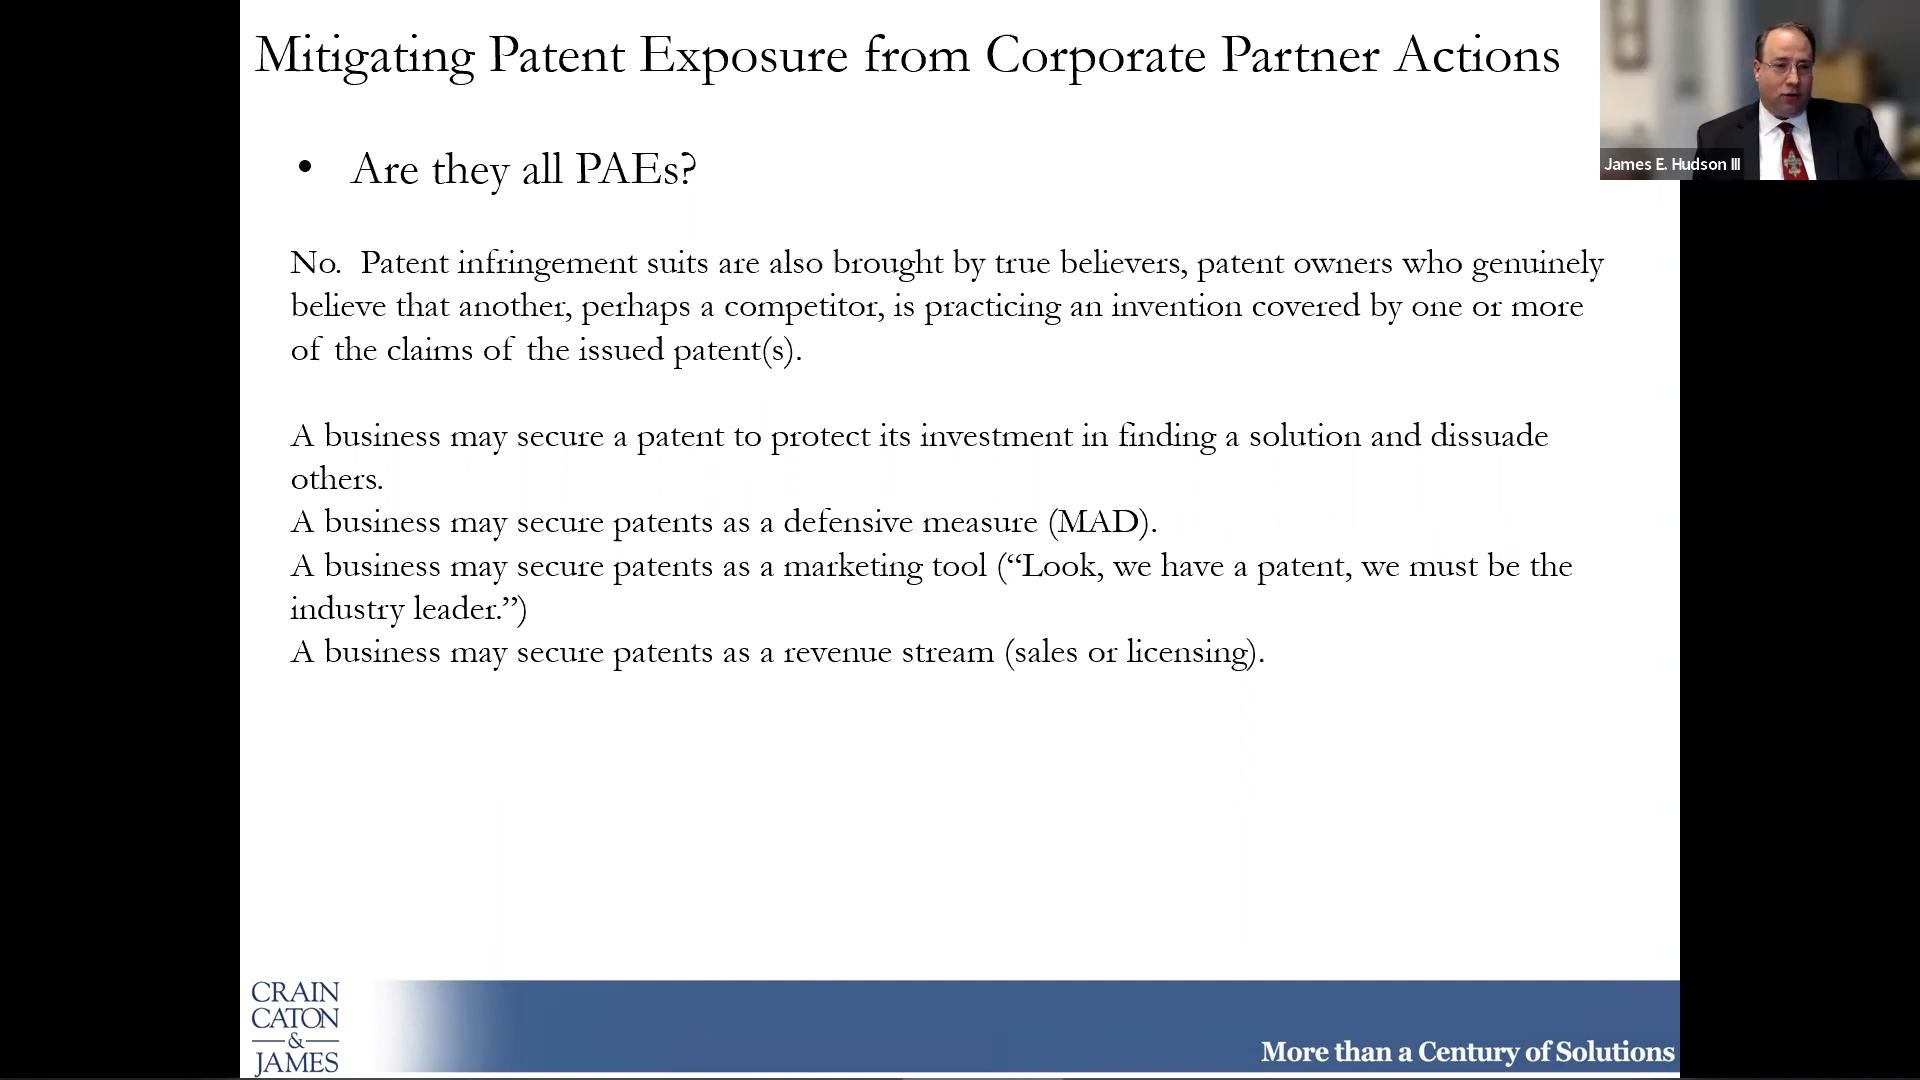 Mitigating Patent Exposure from Corporate Partner Actions
James E. Hudson III
• Are they all PAEs?
No.  Patent infringement suits are also brought by true believers, patent owners who genuinely
believe that another, perhaps a competitor, is practicing an invention covered by one or more
of the claims of the issued patent(s).
A business may secure a patent to protect its investment in finding a solution and dissuade
others.
A business may secure patents as a defensive measure (MAD).
A business may secure patents as a marketing tool (“Look, we have a patent, we must be the
industry leader.”)
A business may secure patents as a revenue stream (sales or licensing).
CRAIN
CATON
&
JAMES
More than a Century of Solutions